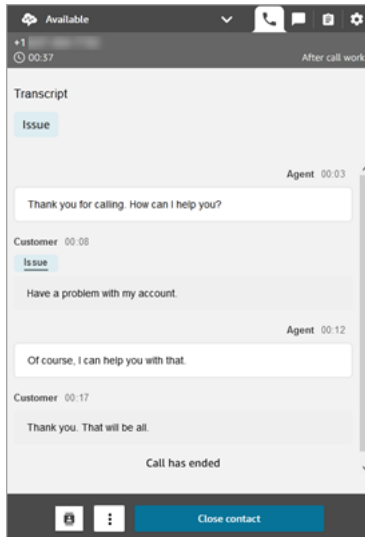 Available
+1
00:37 After call work
Transcript
Issue
Agent 00:03
Thank you for calling. How can I help you?
Customer 00:08
Issue
Have a problem with my account.
Agent 00:12
Of course, I can help you with that.
Customer 00:17
Thank you. That will be all.
Call has ended
Close contact